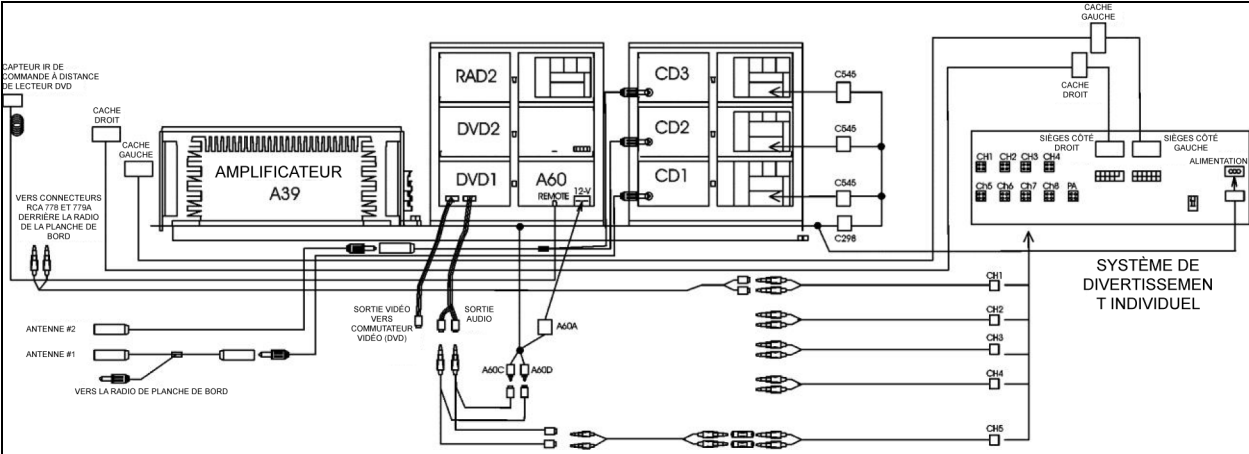 CACHE
GAUCHE
CAPTEUR IR DE
COMMANDE À DISTANCE
DE LECTEUR DVD
CACHE
DROIT
CACHE
GAUCHE
AMPLIFICATEUR
A39
RAD2
DVD2
DVD1
A60
REMOTE
12-V
CD3
CD2
CD1
C545
C545
C545
C298
CACHE
DROIT
SIÈGES CÔTÉ
DROIT
SIÈGES CÔTÉ
GAUCHE
ALIMENTATION
CH1 CH2 CH3 CH4
Ch5 Ch6 Ch7 Ch8 PA
SYSTÈME DE
DIVERTISSEMEN
T INDIVIDUEL
VERS CONNECTEURS
RCA 778 ET 779A
DERRIÈRE LA RADIO
DE LA PLANCHE DE
BORD
ANTENNE #2
ANTENNE #1
VERS LA RADIO DE PLANCHE DE BORD
SORTIE VIDÉO
VERS
COMMUTATEUR
VIDÉO (DVD)
SORTIE
AUDIO
A60A
A60C
A60D
CH1
CH2
CH3
CH4
CH5